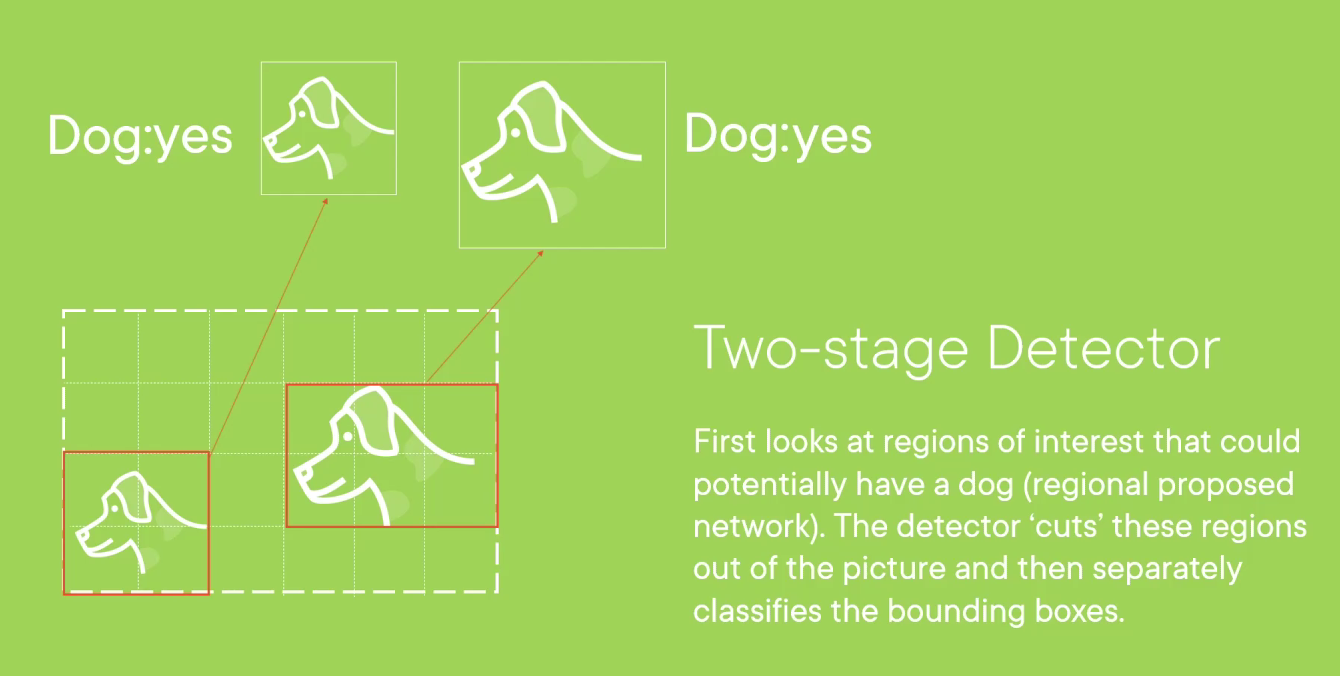 Dog:yes
Dog:yes
Two-stage Detector
First looks at regions of interest that could
potentially have a dog (regional proposed
network). The detector ‘cuts’ these regions
out of the picture and then separately
classifies the bounding boxes.